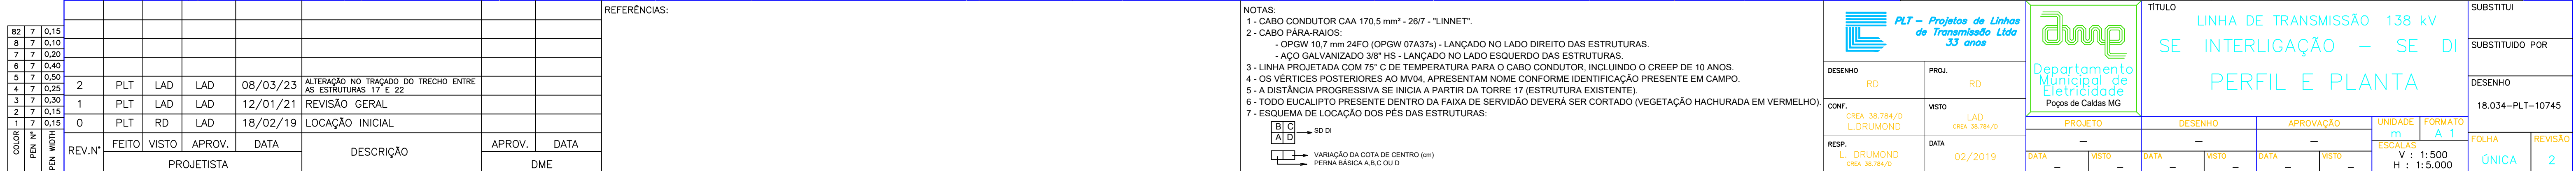 82 7 0,15
8 7 0,10
7 7 0,20
6 7 0,40
5 7 0,50
4 7 0,25
3 7 0,30
2 7 0,15
1 7 0,15
COLOR PEN N° PEN WIDTH
2 PLT LAD LAD 08/03/23 ALTERAÇÃO NO TRAÇADO DO TRECHO ENTRE
AS ESTRUTURAS 17 E 22
1 PLT LAD LAD 12/01/21 REVISÃO GERAL
0 PLT RD LAD 18/02/19 LOCAÇÃO INICIAL
REV.N° FEITO VISTO APROV. DATA DESCRIÇÃO APROV. DATA
PROJETISTA DME
REFERÊNCIAS:
NOTAS:
1 - CABO CONDUTOR CAA 170,5 mm² - 26/7 - "LINNET".
2 - CABO PÁRA-RAIOS:
- OPGW 10,7 mm 24FO (OPGW 07A37s) - LANÇADO NO LADO DIREITO DAS ESTRUTURAS.
- AÇO GALVANIZADO 3/8" HS - LANÇADO NO LADO ESQUERDO DAS ESTRUTURAS.
3 - LINHA PROJETADA COM 75° C DE TEMPERATURA PARA O CABO CONDUTOR, INCLUINDO O CREEP DE 10 ANOS.
4 - OS VÉRTICES POSTERIORES AO MV04, APRESENTAM NOME CONFORME IDENTIFICAÇÃO PRESENTE EM CAMPO.
5 - A DISTÂNCIA PROGRESSIVA SE INICIA A PARTIR DA TORRE 17 (ESTRUTURA EXISTENTE).
6 - TODO EUCALIPTO PRESENTE DENTRO DA FAIXA DE SERVIDÃO DEVERÁ SER CORTADO (VEGETAÇÃO HACHURADA EM VERMELHO).
7 - ESQUEMA DE LOCAÇÃO DOS PÉS DAS ESTRUTURAS:
B C
A D
SD DI
VARIAÇÃO DA COTA DE CENTRO (cm)
PERNA BÁSICA A,B,C OU D
PLT - Projetos de Linhas
de Transmissão Ltda
33 anos
DESENHO
RD
PROJ.
RD
CONF.
CREA 38.784/D
L.DRUMOND
VISTO
LAD
CREA 38.784/D
RESP.
L. DRUMOND
CREA 38.784/D
DATA
02/2019
dmep
Departamento
Municipal de
Eletricidade
Poços de Caldas MG
TÍTULO
LINHA DE TRANSMISSÃO 138 kV
SE INTERLIGAÇÃO - SE DI
PERFIL E PLANTA
PROJETO DESENHO APROVAÇÃO
- - -
DATA VISTO DATA VISTO DATA VISTO
- - - - - -
UNIDADE
m
FORMATO
A 1
ESCALAS
V : 1:500
H : 1:5.000
SUBSTITUI
SUBSTITUIDO POR
DESENHO
18.034-PLT-10745
FOLHA
ÚNICA
REVISÃO
2